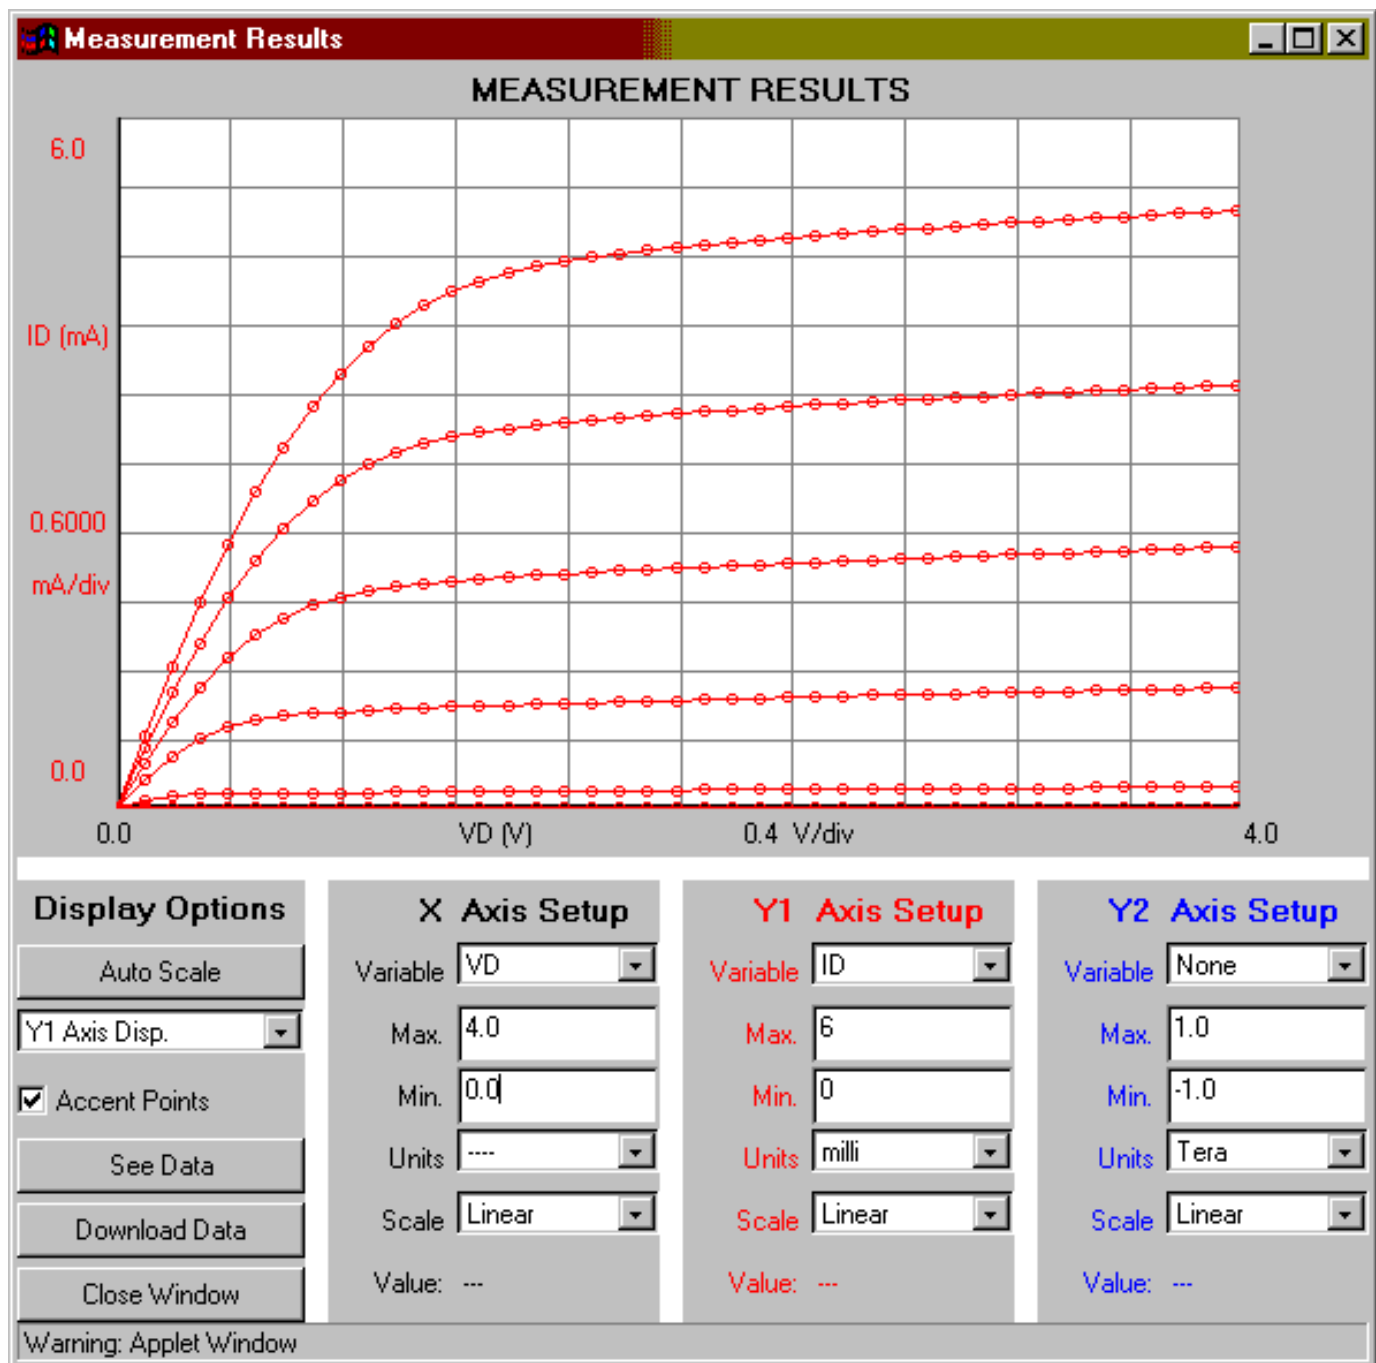 Measurement Results
MEASUREMENT RESULTS
6.0
ID (mA)
0.6000
mA/div
0.0
0.0 VD (V) 0.4 V/div 4.0
Display Options
Auto Scale
Y1 Axis Disp.
Accent Points
See Data
Download Data
Close Window
X Axis Setup
Variable VD
Max. 4.0
Min. 0.0
Units ----
Scale Linear
Value: ---
Y1 Axis Setup
Variable ID
Max. 6
Min. 0
Units milli
Scale Linear
Value: ---
Y2 Axis Setup
Variable None
Max. 1.0
Min. -1.0
Units Tera
Scale Linear
Value: ---
Warning: Applet Window